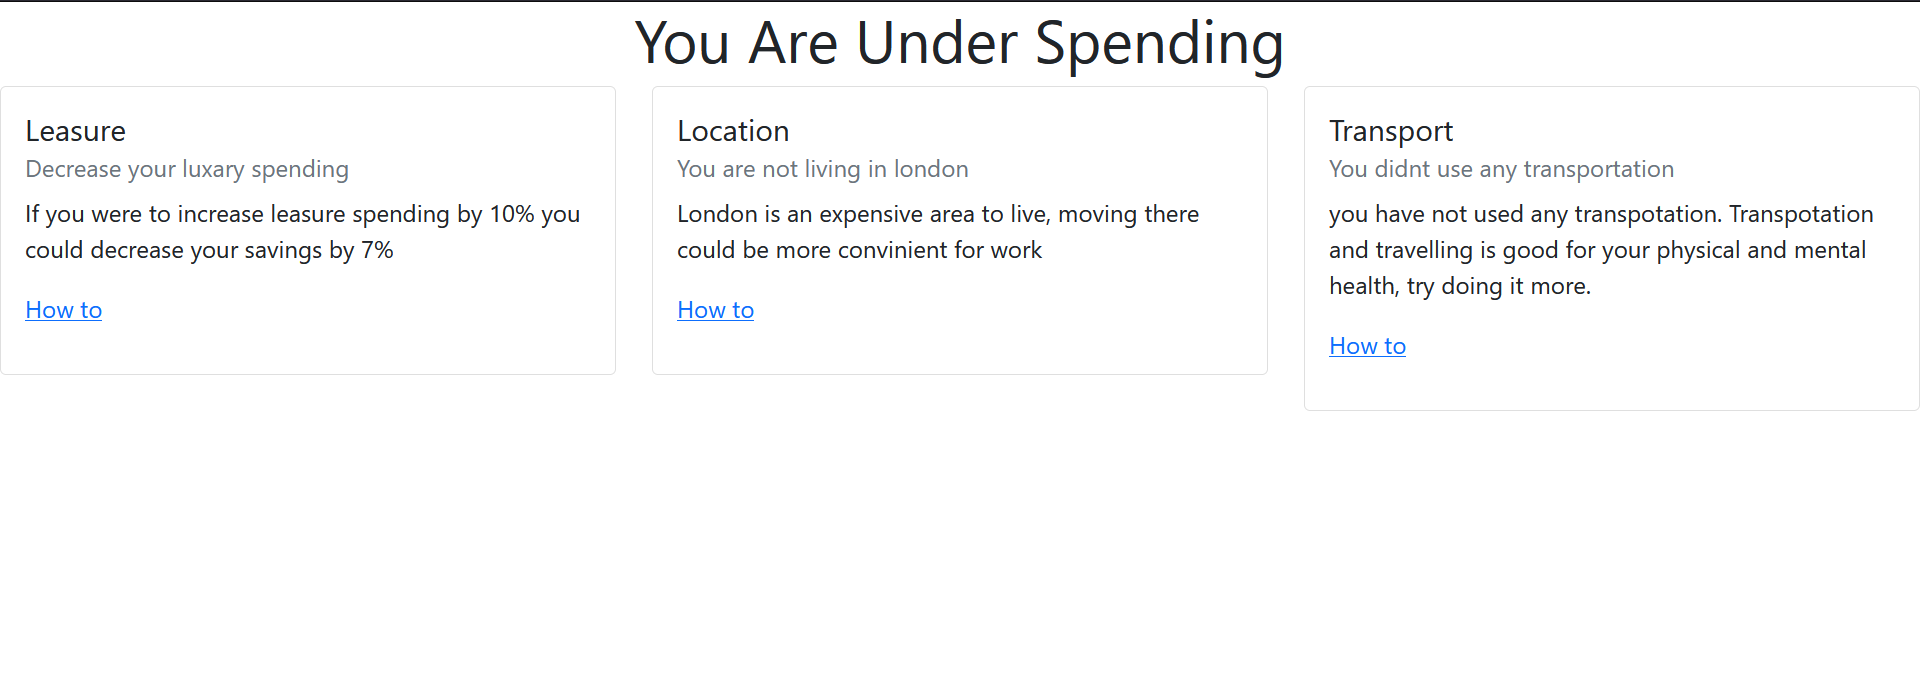 You Are Under Spending
Leasure
Decrease your luxary spending
If you were to increase leasure spending by 10% you
could decrease your savings by 7%
How to
Location
You are not living in london
London is an expensive area to live, moving there
could be more convinient for work
How to
Transport
You didnt use any transportation
you have not used any transpotation. Transpotation
and travelling is good for your physical and mental
health, try doing it more.
How to